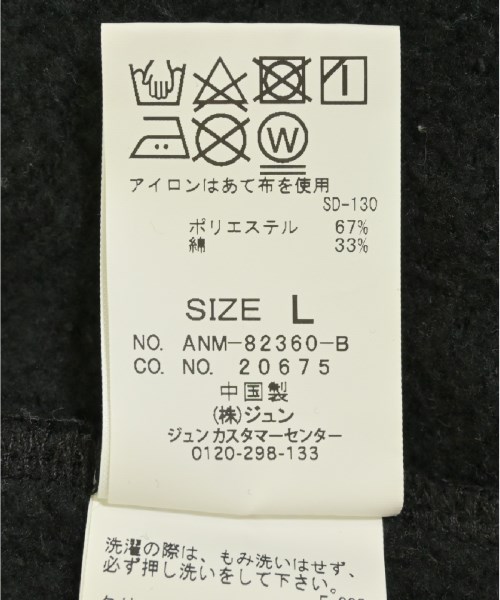 W
アイロンはあて布を使用
SD-130
ポリエステル 67%
綿 33%
SIZE L
NO. ANM-82360-B
CO. NO. 20675
中国製
(株)ジュン
ジュンカスタマーセンター
0120-298-133
洗濯の際は、もみ洗いはせず、
必ず押し洗いをして下さい。